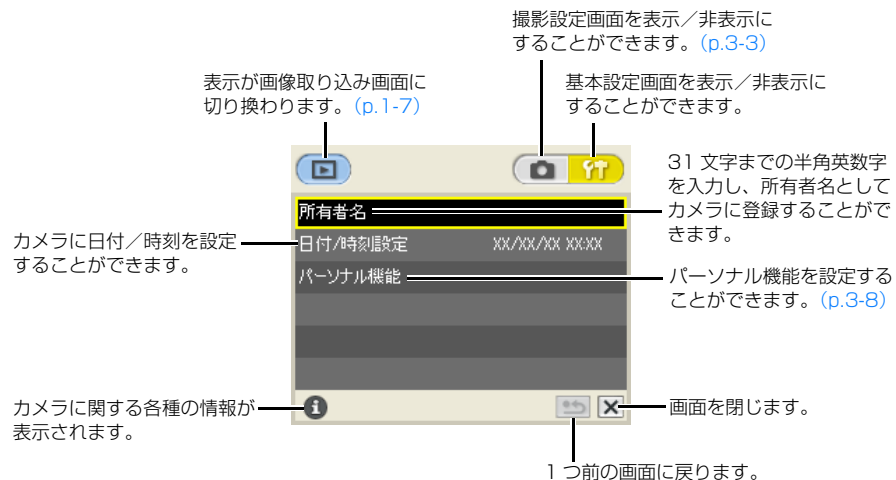 撮影設定画面を表示／非表示に
することができます。（p.3-3）
表示が画像取り込み画面に
切り換わります。（p.1-7）
基本設定画面を表示／非表示に
することができます。
31 文字までの半角英数字
を入力し、所有者名として
カメラに登録することがで
きます。
所有者名
カメラに日付／時刻を設定
することができます。
日付/時刻設定 XX/XX/XX XX:XX
パーソナル機能
パーソナル機能を設定する
ことができます。（p.3-8）
カメラに関する各種の情報が
表示されます。
画面を閉じます。
1 つ前の画面に戻ります。